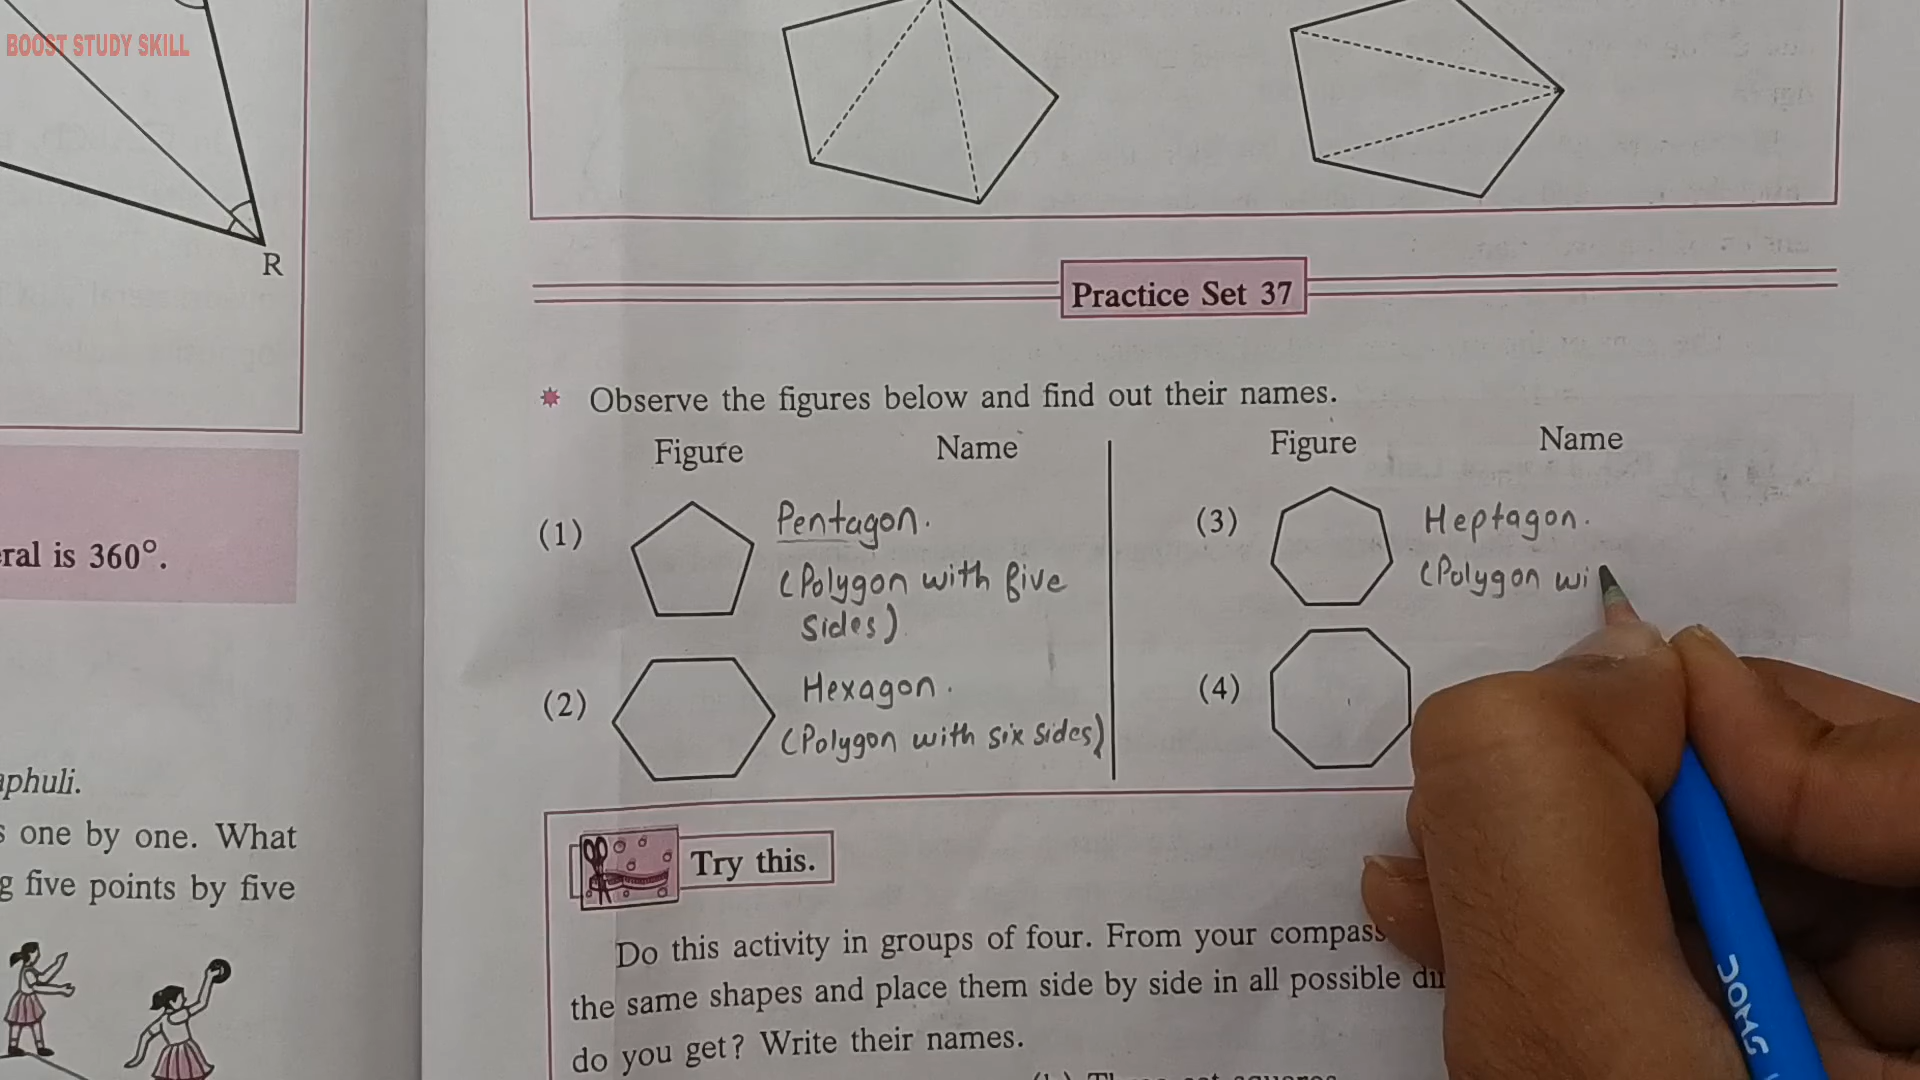 BOOST STUDY SKILL
R
eral is 360°.
aphuli.
s one by one. What
g five points by five
Practice Set 37
Observe the figures below and find out their names.
Figure Name
(1) Pentagon.
(Polygon with five
sides)
(2) Hexagon.
(Polygon with six sides)
Figure Name
(3) Heptagon.
(Polygon wi
(4)
Try this.
Do this activity in groups of four. From your compass
the same shapes and place them side by side in all possible
do you get? Write their names.
DOMS